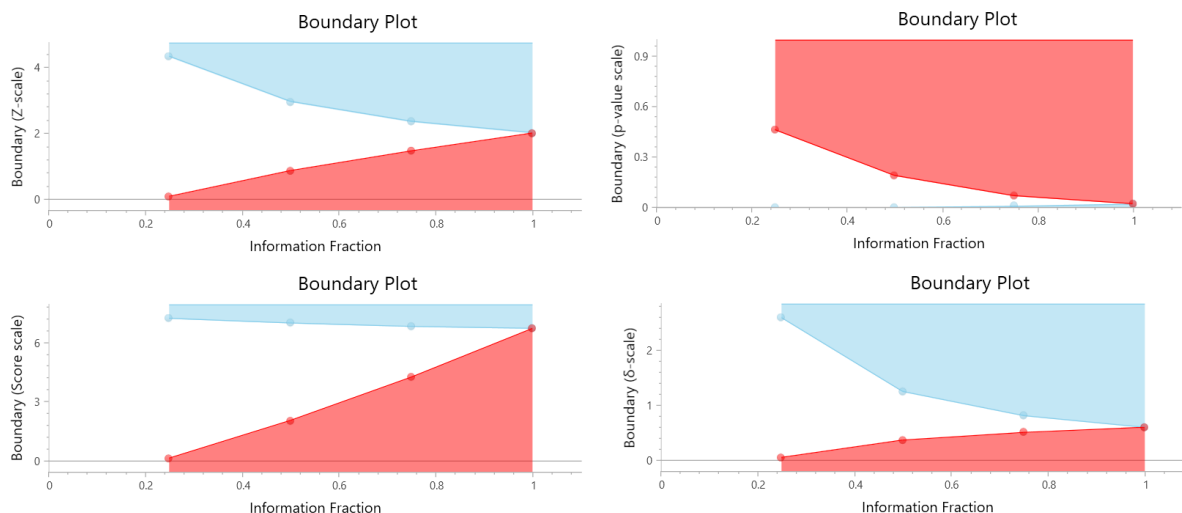 Boundary Plot
Boundary (Z-scale)
4
2
0
0 0.2 0.4 0.6 0.8 1
Information Fraction
Boundary Plot
Boundary (p-value scale)
0.9
0.6
0.3
0
0 0.2 0.4 0.6 0.8 1
Information Fraction
Boundary Plot
Boundary (Score scale)
6
3
0
0 0.2 0.4 0.6 0.8 1
Information Fraction
Boundary Plot
Boundary (δ-scale)
2
1
0
0 0.2 0.4 0.6 0.8 1
Information Fraction